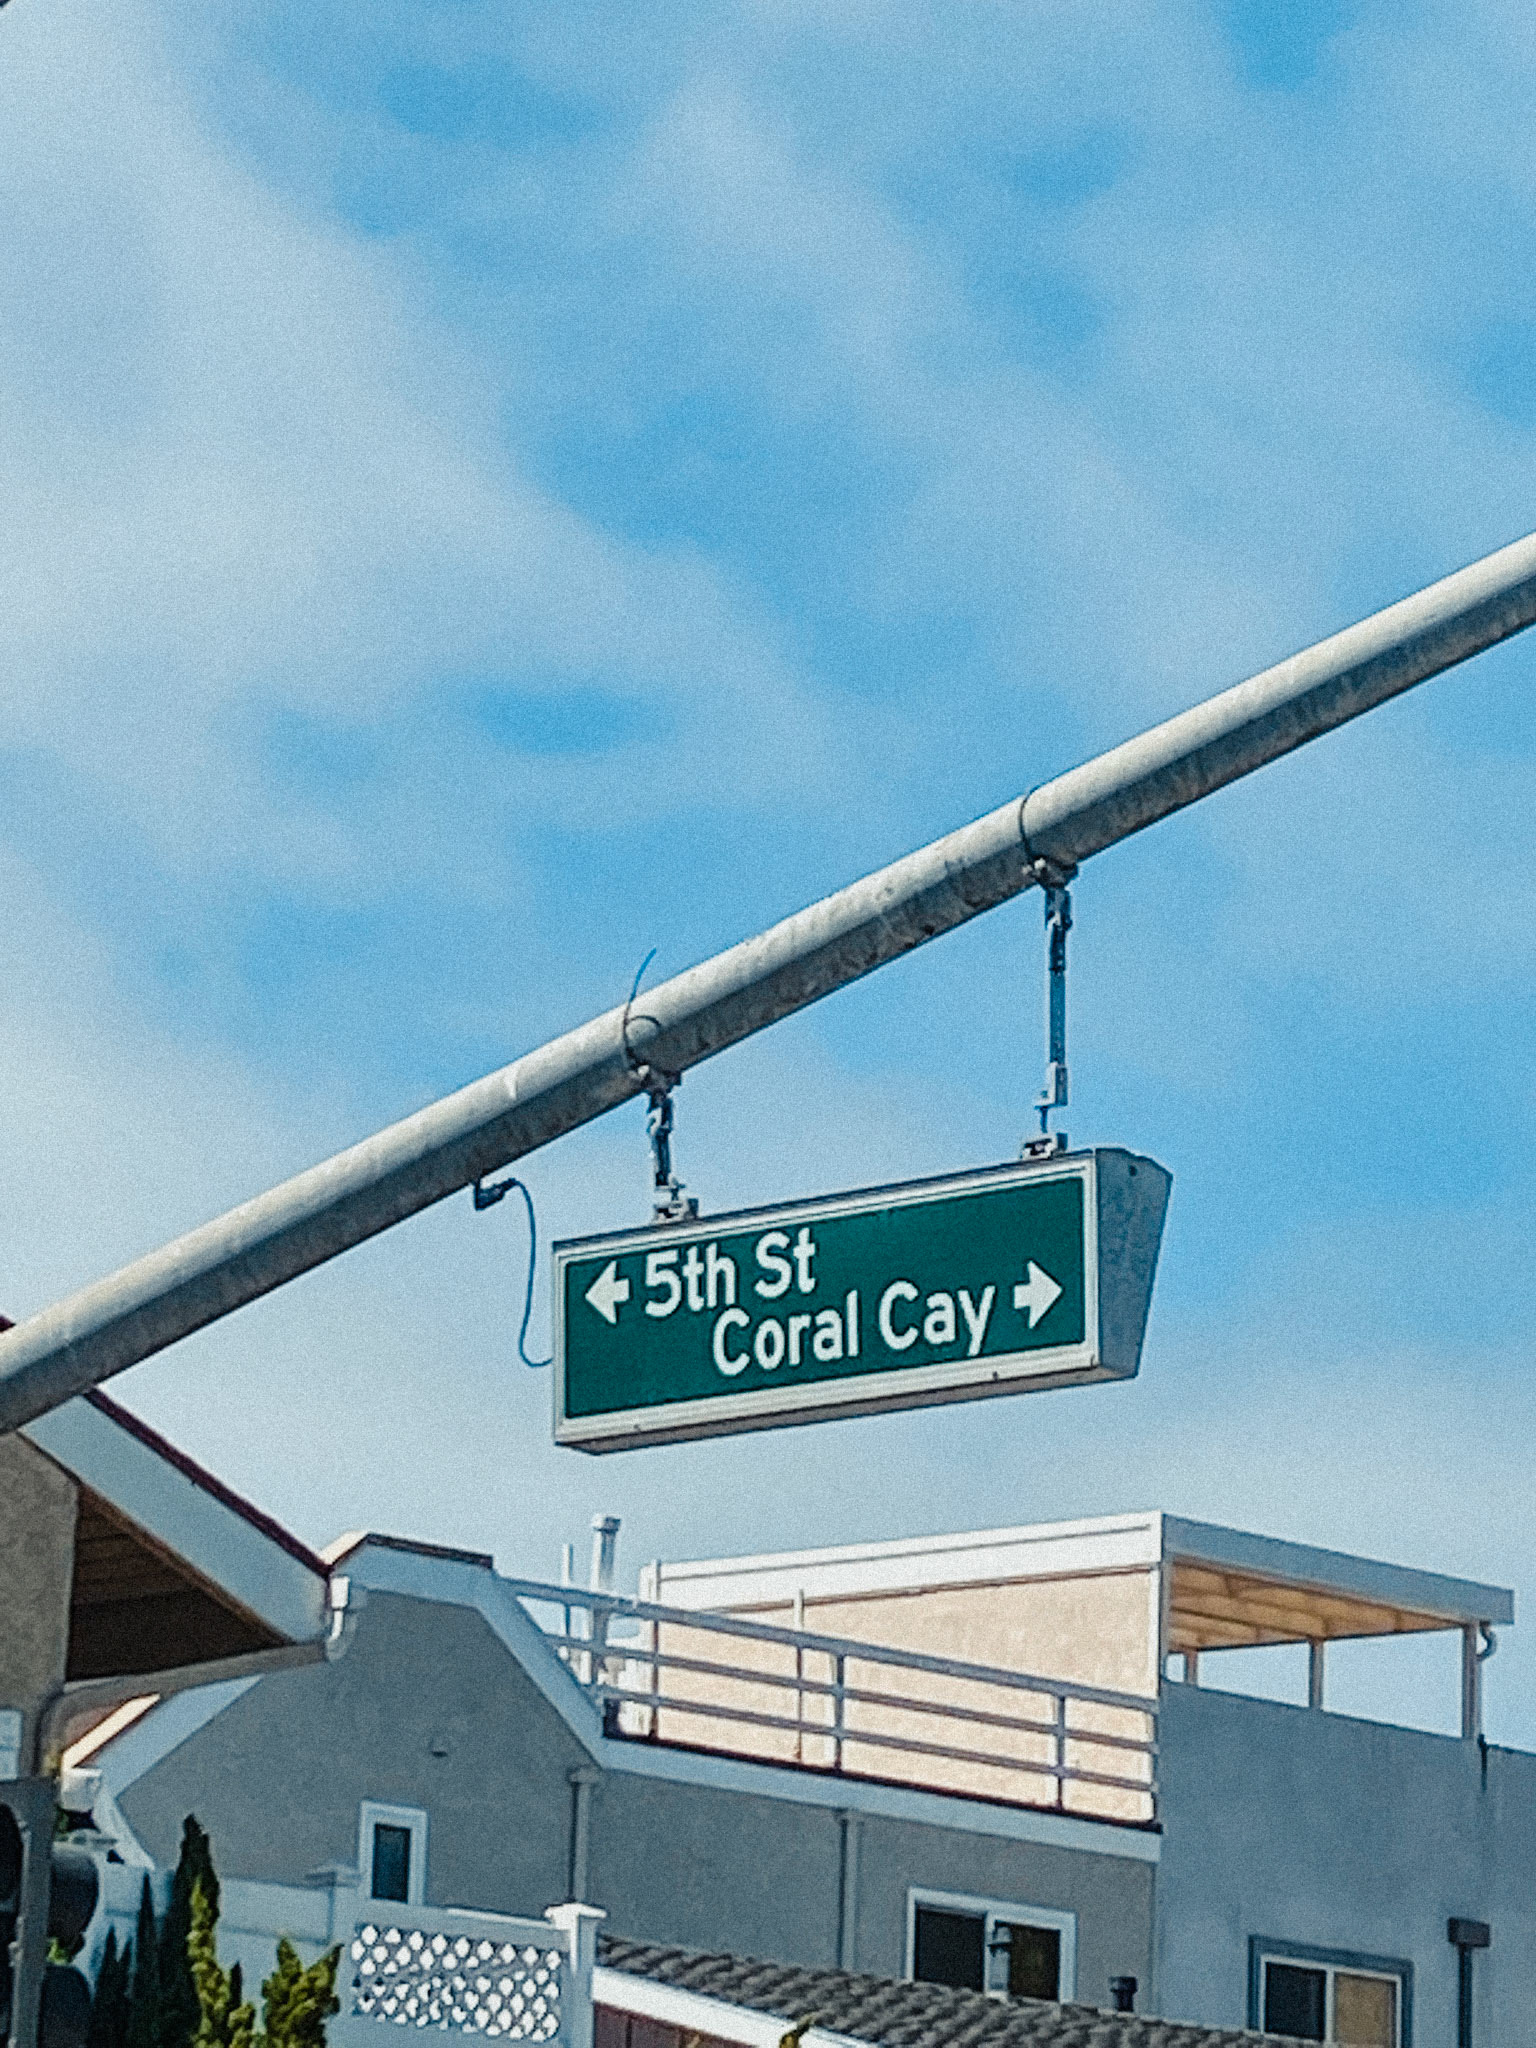 ← 5th St
Coral Cay →